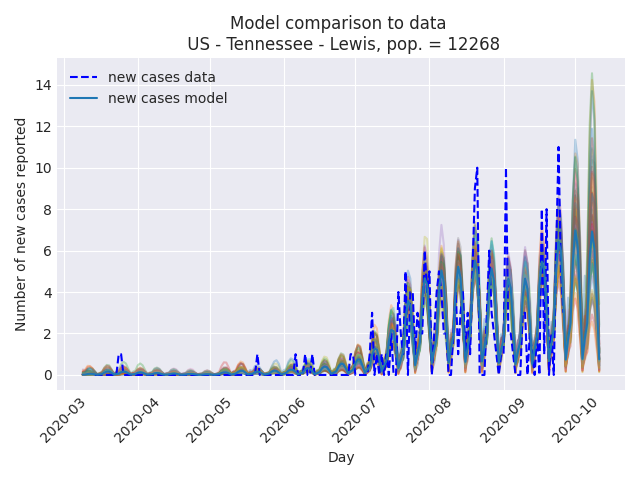 Model comparison to data
US - Tennessee - Lewis, pop. = 12268
new cases data
new cases model
Number of new cases reported
14
12
10
8
6
4
2
0
2020-03
2020-04
2020-05
2020-06
2020-07
2020-08
2020-09
2020-10
Day